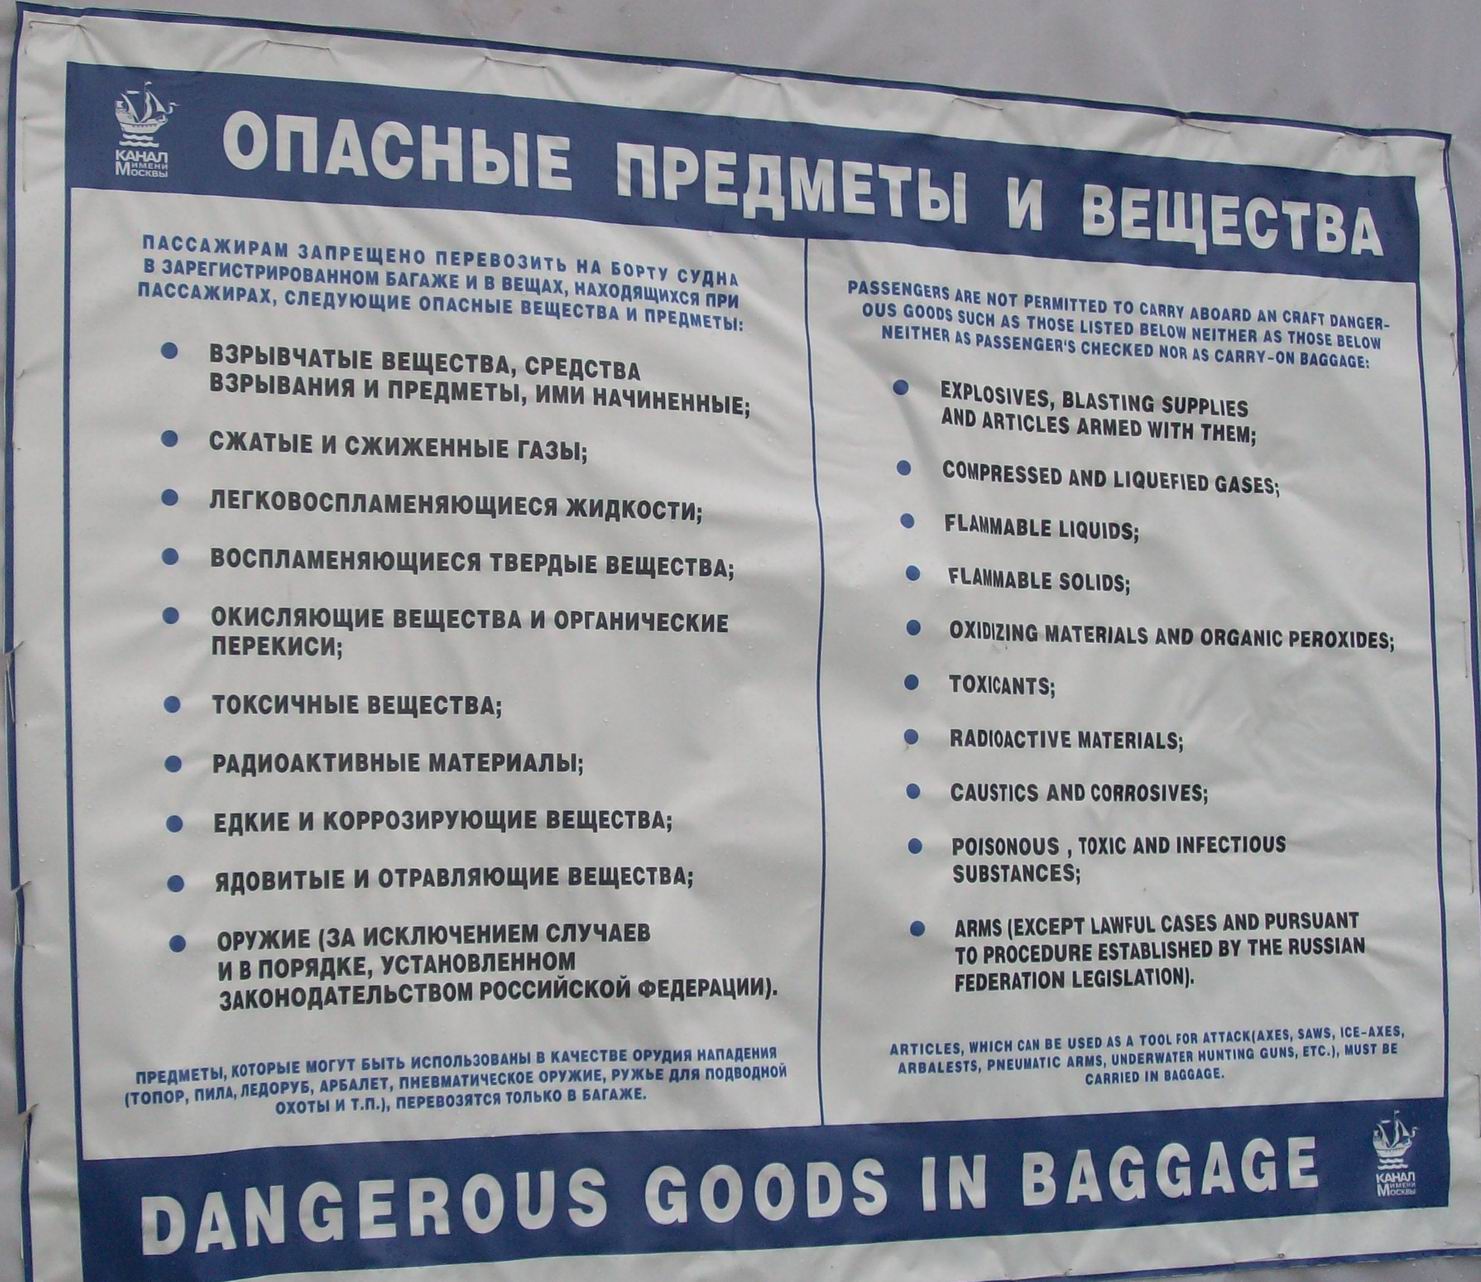 КАНАЛ
ИМЕНИ
МОСКВЫ
ОПАСНЫЕ ПРЕДМЕТЫ И ВЕЩЕСТВА
ПАССАЖИРАМ ЗАПРЕЩЕНО ПЕРЕВОЗИТЬ НА БОРТУ СУДНА
В ЗАРЕГИСТРИРОВАННОМ БАГАЖЕ И В ВЕЩАХ, НАХОДЯЩИХСЯ ПРИ
ПАССАЖИРАХ, СЛЕДУЮЩИЕ ОПАСНЫЕ ВЕЩЕСТВА И ПРЕДМЕТЫ:
● ВЗРЫВЧАТЫЕ ВЕЩЕСТВА, СРЕДСТВА
ВЗРЫВАНИЯ И ПРЕДМЕТЫ, ИМИ НАЧИНЕННЫЕ;
● СЖАТЫЕ И СЖИЖЕННЫЕ ГАЗЫ;
● ЛЕГКОВОСПЛАМЕНЯЮЩИЕСЯ ЖИДКОСТИ;
● ВОСПЛАМЕНЯЮЩИЕСЯ ТВЕРДЫЕ ВЕЩЕСТВА;
● ОКИСЛЯЮЩИЕ ВЕЩЕСТВА И ОРГАНИЧЕСКИЕ
ПЕРЕКИСИ;
● ТОКСИЧНЫЕ ВЕЩЕСТВА;
● РАДИОАКТИВНЫЕ МАТЕРИАЛЫ;
● ЕДКИЕ И КОРРОЗИРУЮЩИЕ ВЕЩЕСТВА;
● ЯДОВИТЫЕ И ОТРАВЛЯЮЩИЕ ВЕЩЕСТВА;
● ОРУЖИЕ (ЗА ИСКЛЮЧЕНИЕМ СЛУЧАЕВ
И В ПОРЯДКЕ, УСТАНОВЛЕННОМ
ЗАКОНОДАТЕЛЬСТВОМ РОССИЙСКОЙ ФЕДЕРАЦИИ).
ПРЕДМЕТЫ, КОТОРЫЕ МОГУТ БЫТЬ ИСПОЛЬЗОВАНЫ В КАЧЕСТВЕ ОРУДИЯ НАПАДЕНИЯ
(ТОПОР, ПИЛА, ЛЕДОРУБ, АРБАЛЕТ, ПНЕВМАТИЧЕСКОЕ ОРУЖИЕ, РУЖЬЕ ДЛЯ ПОДВОДНОЙ
ОХОТЫ И Т.П.), ПЕРЕВОЗЯТСЯ ТОЛЬКО В БАГАЖЕ.
PASSENGERS ARE NOT PERMITTED TO CARRY ABOARD AN CRAFT DANGER-
OUS GOODS SUCH AS THOSE LISTED BELOW NEITHER AS THOSE BELOW
NEITHER AS PASSENGER'S CHECKED NOR AS CARRY-ON BAGGAGE:
● EXPLOSIVES, BLASTING SUPPLIES
AND ARTICLES ARMED WITH THEM;
● COMPRESSED AND LIQUEFIED GASES;
● FLAMMABLE LIQUIDS;
● FLAMMABLE SOLIDS;
● OXIDIZING MATERIALS AND ORGANIC PEROXIDES;
● TOXICANTS;
● RADIOACTIVE MATERIALS;
● CAUSTICS AND CORROSIVES;
● POISONOUS , TOXIC AND INFECTIOUS
SUBSTANCES;
● ARMS (EXCEPT LAWFUL CASES AND PURSUANT
TO PROCEDURE ESTABLISHED BY THE RUSSIAN
FEDERATION LEGISLATION).
ARTICLES, WHICH CAN BE USED AS A TOOL FOR ATTACK(AXES, SAWS, ICE-AXES,
ARBALESTS, PNEUMATIC ARMS, UNDERWATER HUNTING GUNS, ETC.), MUST BE
CARRIED IN BAGGAGE.
DANGEROUS GOODS IN BAGGAGE
КАНАЛ
ИМЕНИ
МОСКВЫ